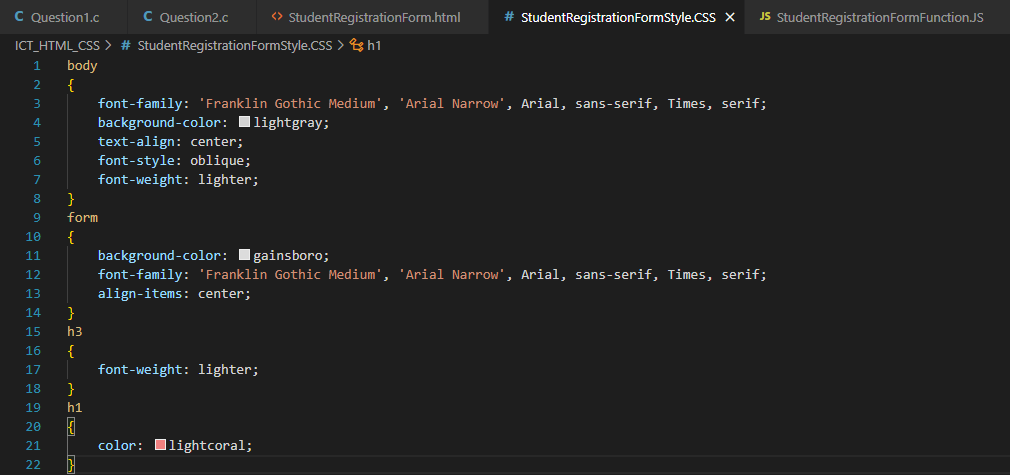 C Question1.c C Question2.c <> StudentRegistrationForm.html # StudentRegistrationFormStyle.CSS × JS StudentRegistrationFormFunction.JS
ICT_HTML_CSS > # StudentRegistrationFormStyle.CSS > h1
1 body
2 {
3 font-family: 'Franklin Gothic Medium', 'Arial Narrow', Arial, sans-serif, Times, serif;
4 background-color: lightgray;
5 text-align: center;
6 font-style: oblique;
7 font-weight: lighter;
8 }
9 form
10 {
11 background-color: gainsboro;
12 font-family: 'Franklin Gothic Medium', 'Arial Narrow', Arial, sans-serif, Times, serif;
13 align-items: center;
14 }
15 h3
16 {
17 font-weight: lighter;
18 }
19 h1
20 {
21 color: lightcoral;
22 }